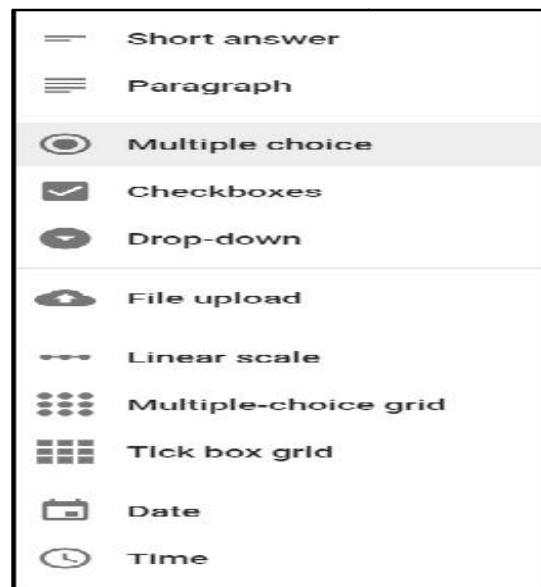 Short answer
Paragraph
Multiple choice
Checkboxes
Drop-down
File upload
Linear scale
Multiple-choice grid
Tick box grid
Date
Time